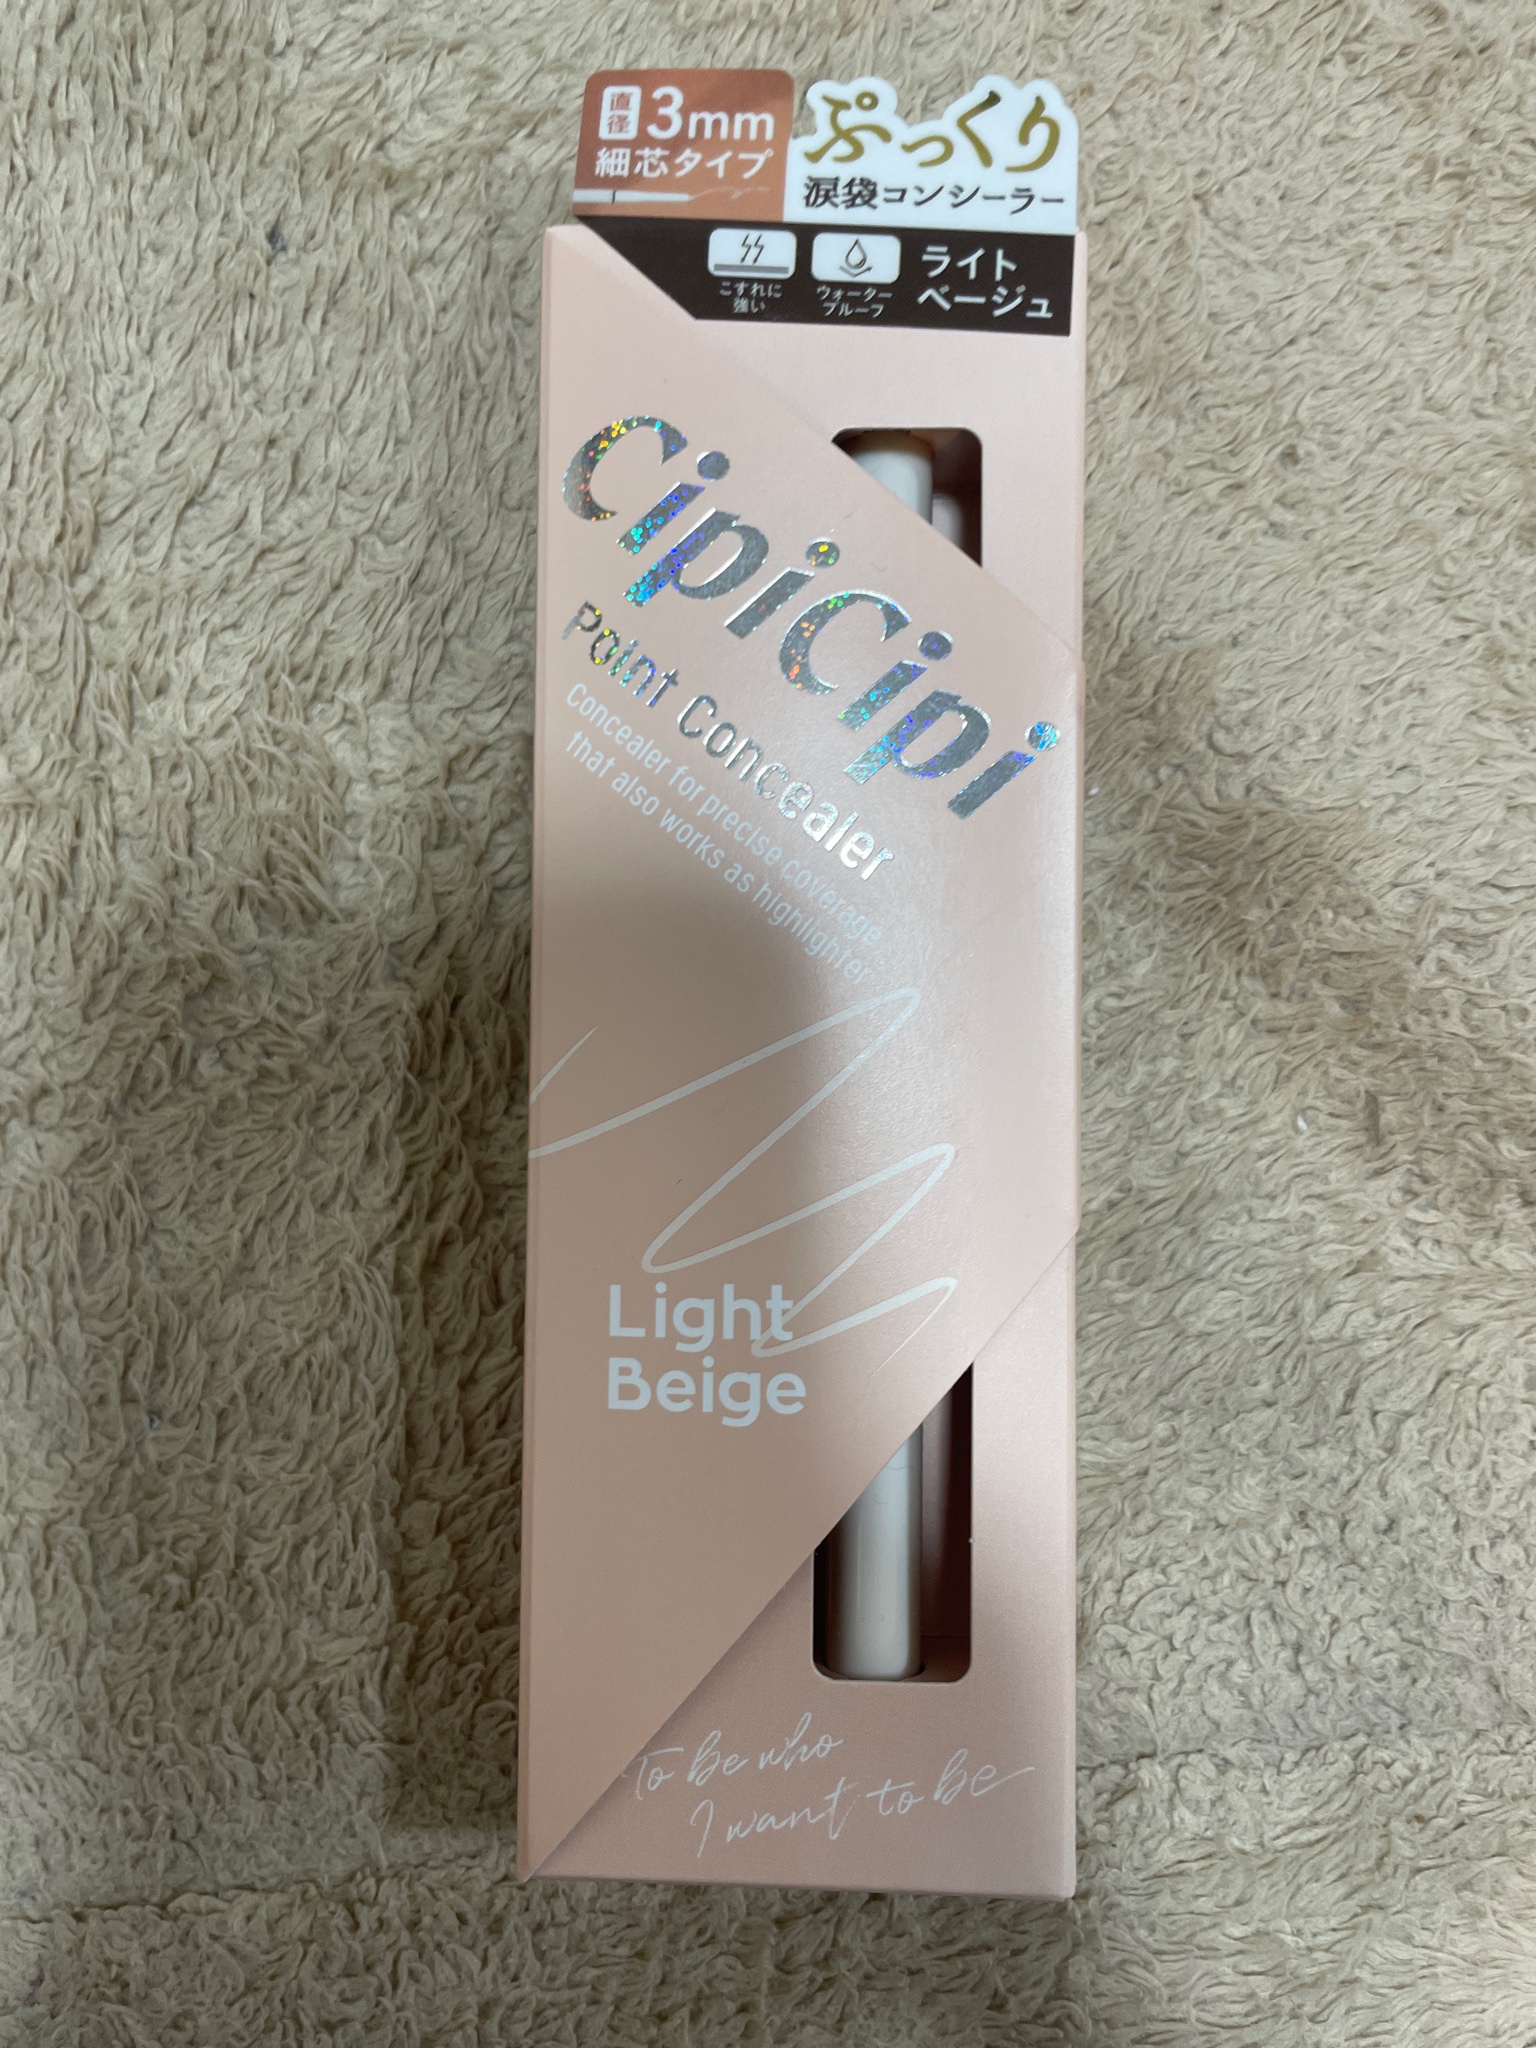 直径 3mm
細芯タイプ
ぷっくり
涙袋コンシーラー
こすれに
強い
ウォーター
プルーフ
ライト
ベージュ
CipiCipi
Point Concealer
Concealer for precise coverage
that also works as highlighter
Light
Beige
To be who
I want to be